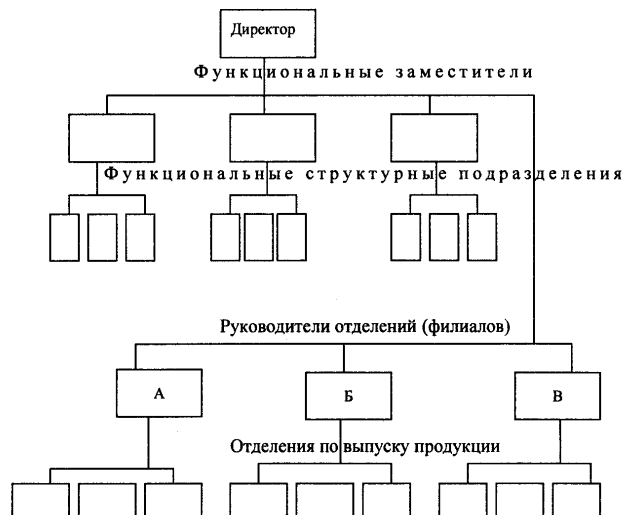 Директор
Функциональные заместители
Функциональные структурные подразделения
Руководители отделений (филиалов)
А
Б
В
Отделения по выпуску продукции